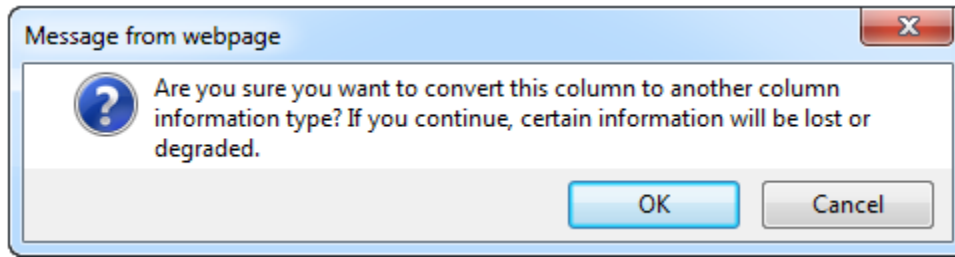 Message from webpage
Are you sure you want to convert this column to another column
information type? If you continue, certain information will be lost or
degraded.
OK
Cancel